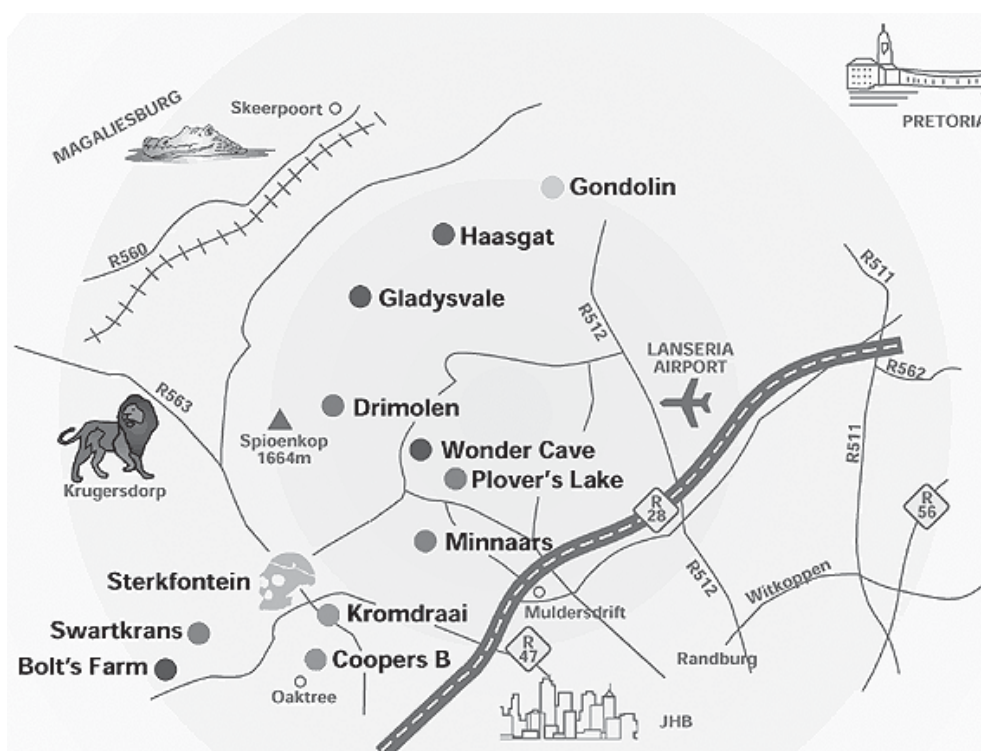 MAGALIESBURG
Skeerpoort
PRETORIA
Gondolin
Haasgat
R560
R511
Gladysvale
R512
LANSERIA
AIRPORT
R562
R563
Drimolen
Spioenkop
1664m
Wonder Cave
R511
Plover's Lake
Krugersdorp
R
28
R
56
Minnaars
Sterkfontein
R512
Witkoppen
Muldersdrift
Kromdraai
Swartkrans
R
47
Randburg
Bolt's Farm
Coopers B
Oaktree
JHB